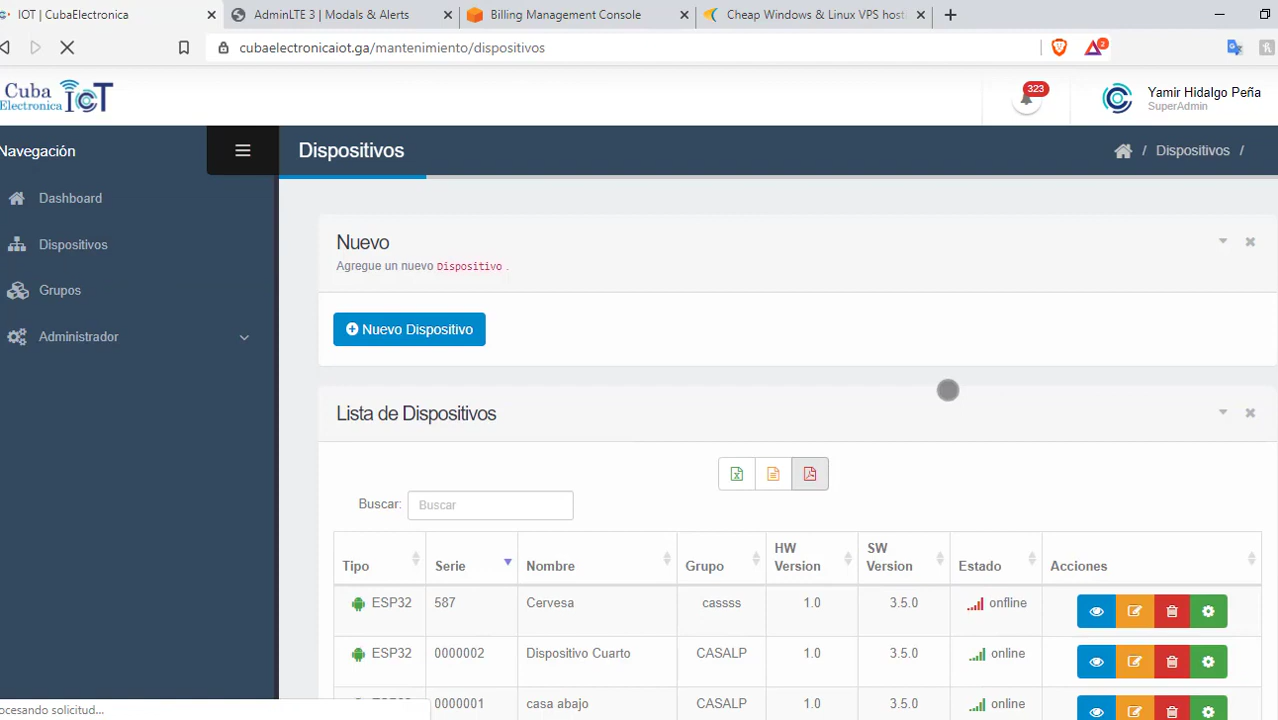 IOT | CubaElectronica
AdminLTE 3 | Modals & Alerts
Billing Management Console
Cheap Windows & Linux VPS host
cubaelectronicaiot.ga/mantenimiento/dispositivos
2
Cuba
Electronica IoT
323
Yamir Hidalgo Peña
SuperAdmin
Navegación
Dispositivos
/ Dispositivos /
Dashboard
Dispositivos
Grupos
Administrador
Nuevo
Agregue un nuevo Dispositivo .
Nuevo Dispositivo
Lista de Dispositivos
Buscar: Buscar
Tipo Serie Nombre Grupo HW Version SW Version Estado Acciones
ESP32 587 Cervesa cassss 1.0 3.5.0 onfline
ESP32 0000002 Dispositivo Cuarto CASALP 1.0 3.5.0 online
0000001 casa abajo CASALP 1.0 3.5.0 online
ocesando solicitud...